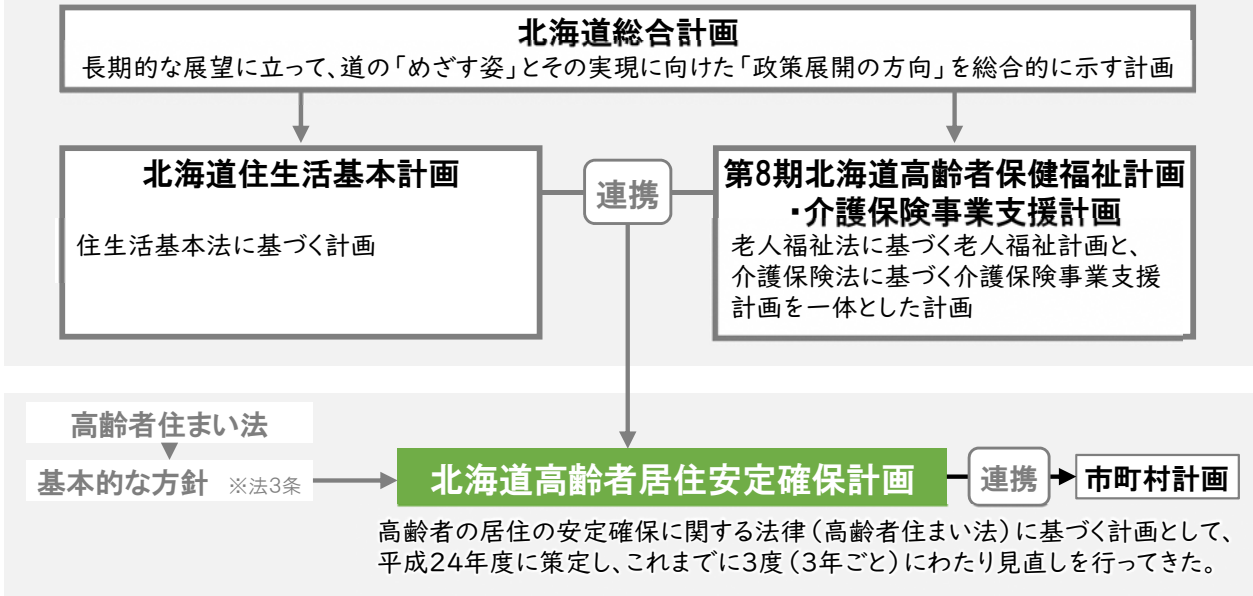 北海道総合計画
長期的な展望に立って、道の「めざす姿」とその実現に向けた「政策展開の方向」を総合的に示す計画
北海道住生活基本計画
住生活基本法に基づく計画
連携
第8期北海道高齢者保健福祉計画
・介護保険事業支援計画
老人福祉法に基づく老人福祉計画と、
介護保険法に基づく介護保険事業支援
計画を一体とした計画
高齢者住まい法
基本的な方針 ※法3条
北海道高齢者居住安定確保計画
連携
市町村計画
高齢者の居住の安定確保に関する法律(高齢者住まい法)に基づく計画として、
平成24年度に策定し、これまでに3度(3年ごと)にわたり見直しを行ってきた。